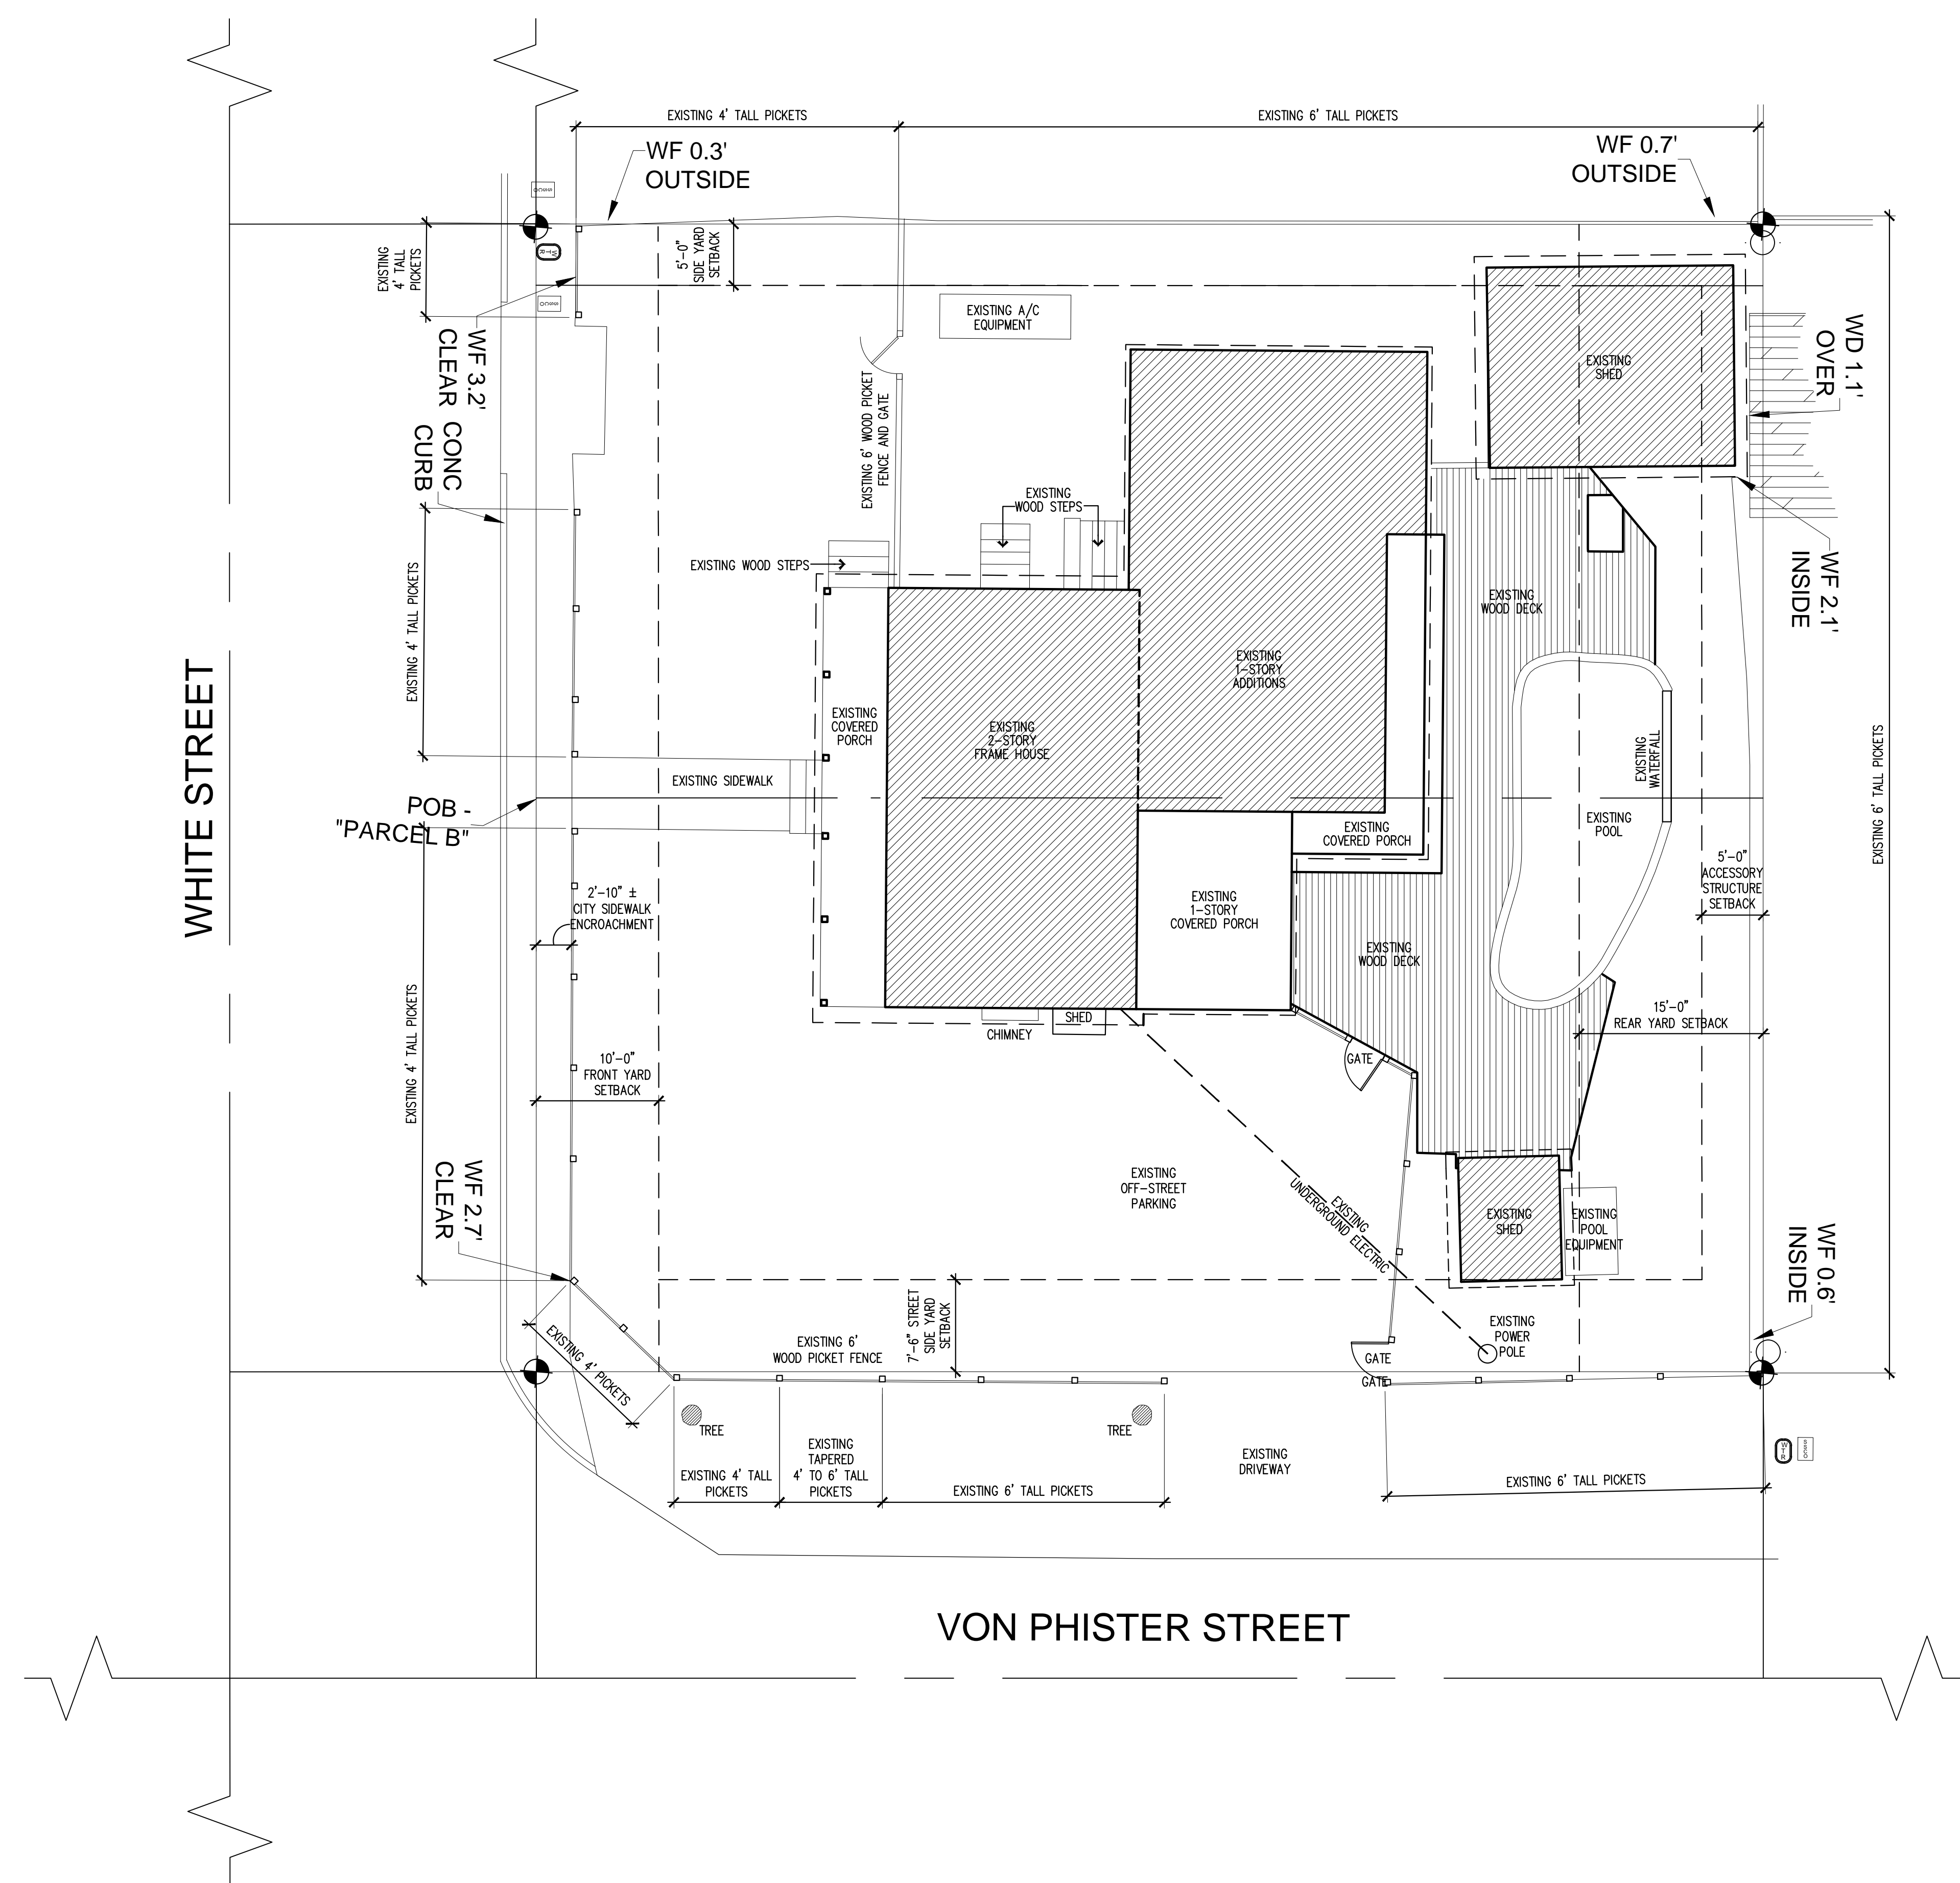 EXISTING 4' TALL PICKETS
EXISTING 6' TALL PICKETS
WF 0.3'
OUTSIDE
WF 0.7'
OUTSIDE
EXISTING
4' TALL
PICKETS
5'-0"
SIDE YARD
SETBACK
WTR
EXISTING A/C
EQUIPMENT
WF 3.2'
CLEAR
CONC
CURB
EXISTING 6' WOOD PICKET
FENCE AND GATE
EXISTING
SHED
WD 1.1'
OVER
WF 2.1'
INSIDE
EXISTING
WOOD STEPS
EXISTING WOOD STEPS
EXISTING 4' TALL PICKETS
EXISTING
WOOD DECK
EXISTING
1-STORY
ADDITIONS
EXISTING
COVERED
PORCH
EXISTING
2-STORY
FRAME HOUSE
EXISTING
WATERFALL
EXISTING SIDEWALK
WHITE STREET
POB -
"PARCEL B"
EXISTING
COVERED PORCH
EXISTING
POOL
EXISTING 6' TALL PICKETS
5'-0"
ACCESSORY
STRUCTURE
SETBACK
2'-10" ±
CITY SIDEWALK
ENCROACHMENT
EXISTING
1-STORY
COVERED PORCH
EXISTING
WOOD DECK
15'-0"
REAR YARD SETBACK
EXISTING 4' TALL PICKETS
SHED
CHIMNEY
GATE
10'-0"
FRONT YARD
SETBACK
WF 2.7'
CLEAR
EXISTING
OFF-STREET
PARKING
EXISTING
UNDERGROUND ELECTRIC
EXISTING
SHED
EXISTING
POOL
EQUIPMENT
WF 0.6'
INSIDE
EXISTING 4' PICKETS
EXISTING 6'
WOOD PICKET FENCE
7'-6" STREET
SIDE YARD
SETBACK
EXISTING
POWER
POLE
GATE
GATE
TREE
TREE
EXISTING 4' TALL
PICKETS
EXISTING
TAPERED
4' TO 6' TALL
PICKETS
EXISTING 6' TALL PICKETS
EXISTING
DRIVEWAY
EXISTING 6' TALL PICKETS
WTR
VON PHISTER STREET